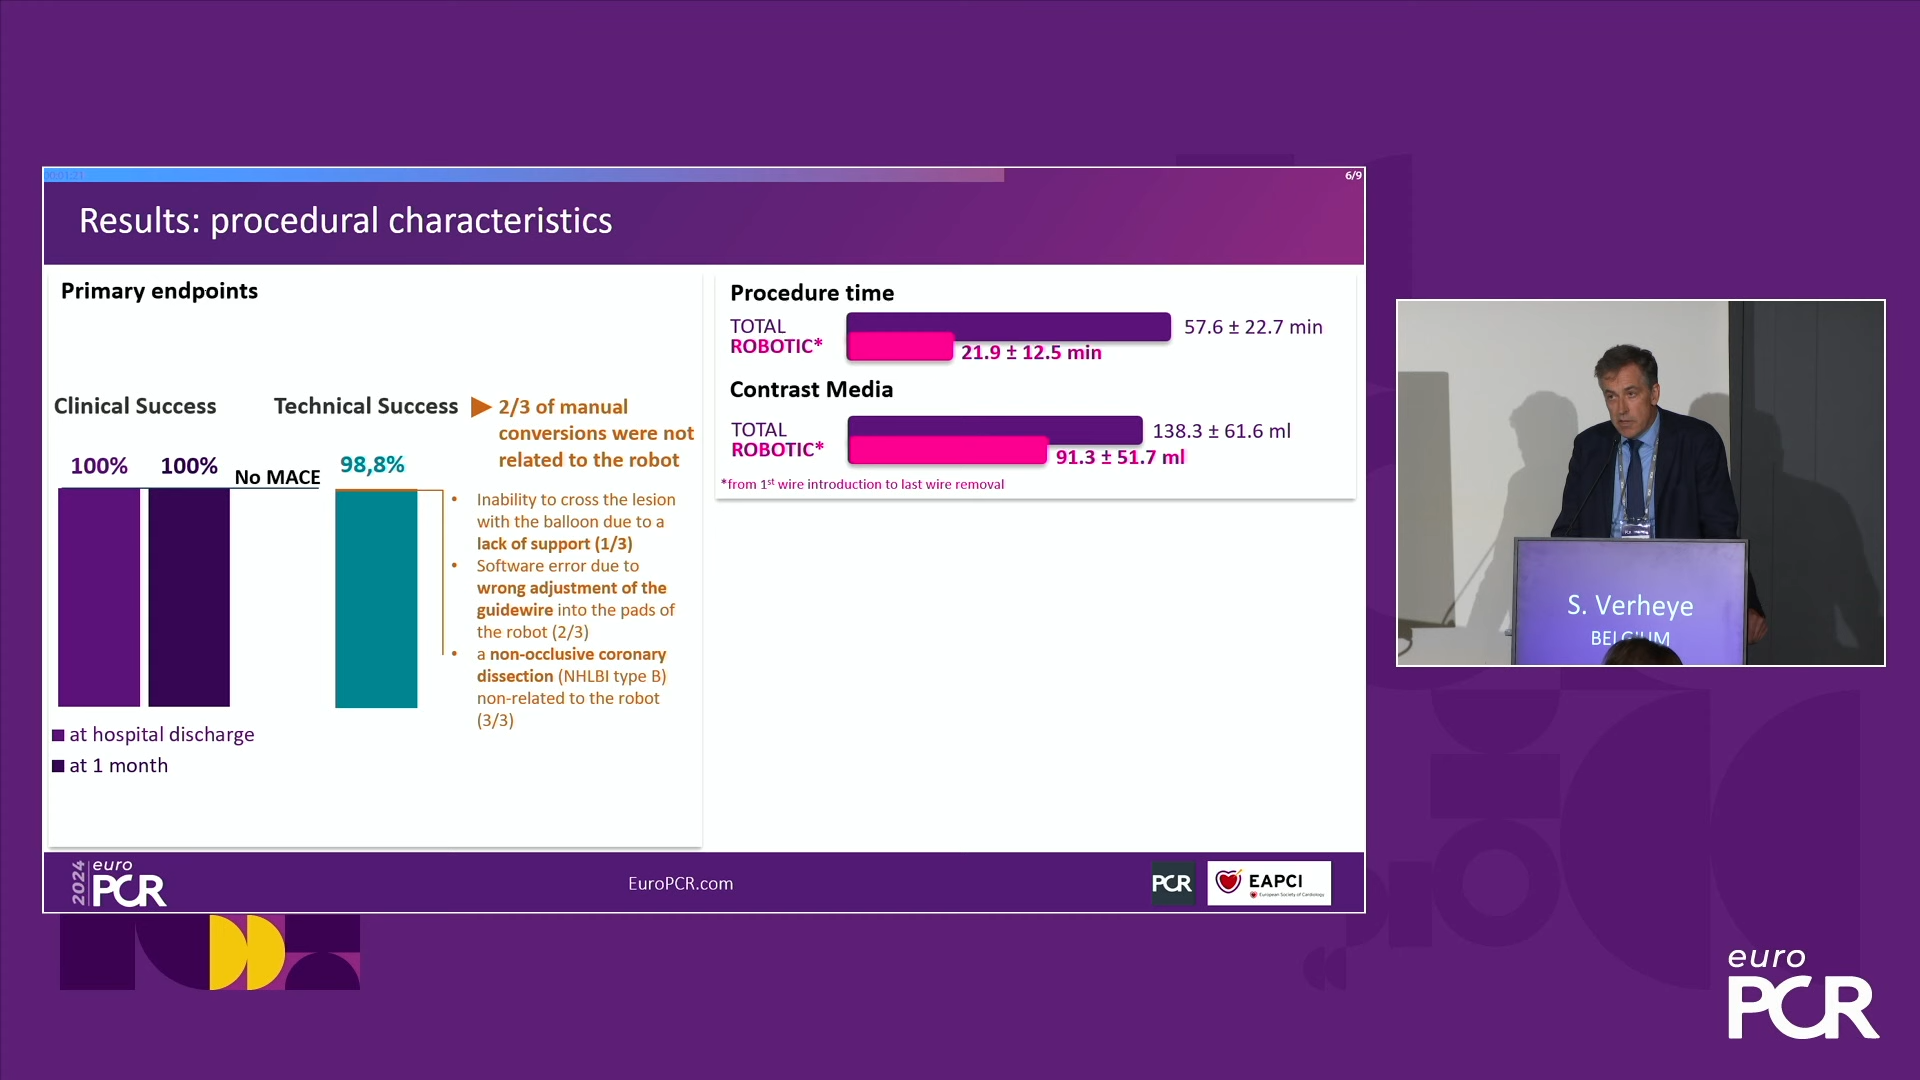 00:01:21
6/9
Results: procedural characteristics
Primary endpoints
Clinical Success
Technical Success
100%
100%
No MACE
98,8%
▶ 2/3 of manual
conversions were not
related to the robot
• Inability to cross the lesion
with the balloon due to a
lack of support (1/3)
• Software error due to
wrong adjustment of the
guidewire into the pads of
the robot (2/3)
• a non-occlusive coronary
dissection (NHLBI type B)
non-related to the robot
(3/3)
at hospital discharge
at 1 month
Procedure time
TOTAL
57.6 ± 22.7 min
ROBOTIC*
21.9 ± 12.5 min
Contrast Media
TOTAL
138.3 ± 61.6 ml
ROBOTIC*
91.3 ± 51.7 ml
*from 1st wire introduction to last wire removal
2024
euro
PCR
EuroPCR.com
PCR
EAPCI
European Society of Cardiology
S. Verheye
BELGIUM
euro
PCR